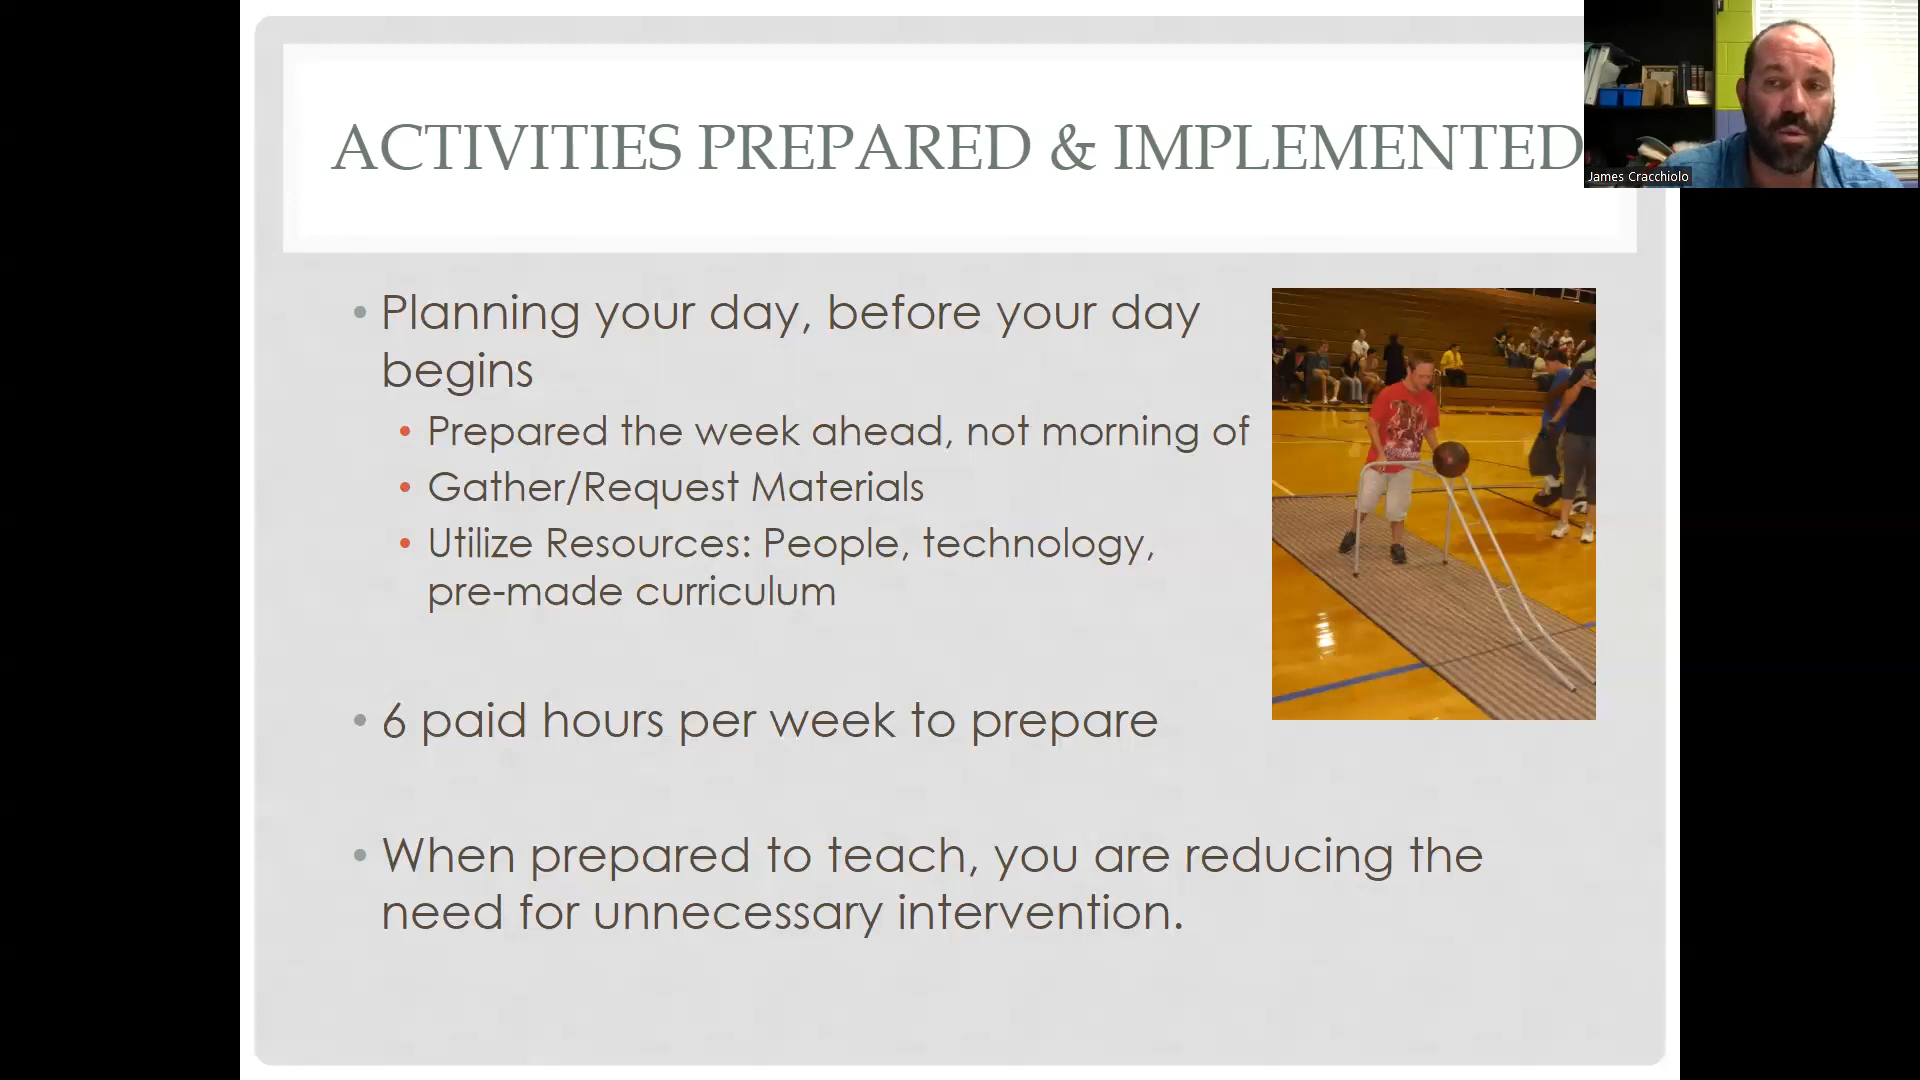 ACTIVITIES PREPARED & IMPLEMENTED
James Cracchiolo
• Planning your day, before your day
begins
• Prepared the week ahead, not morning of
• Gather/Request Materials
• Utilize Resources: People, technology,
pre-made curriculum
• 6 paid hours per week to prepare
• When prepared to teach, you are reducing the
need for unnecessary intervention.